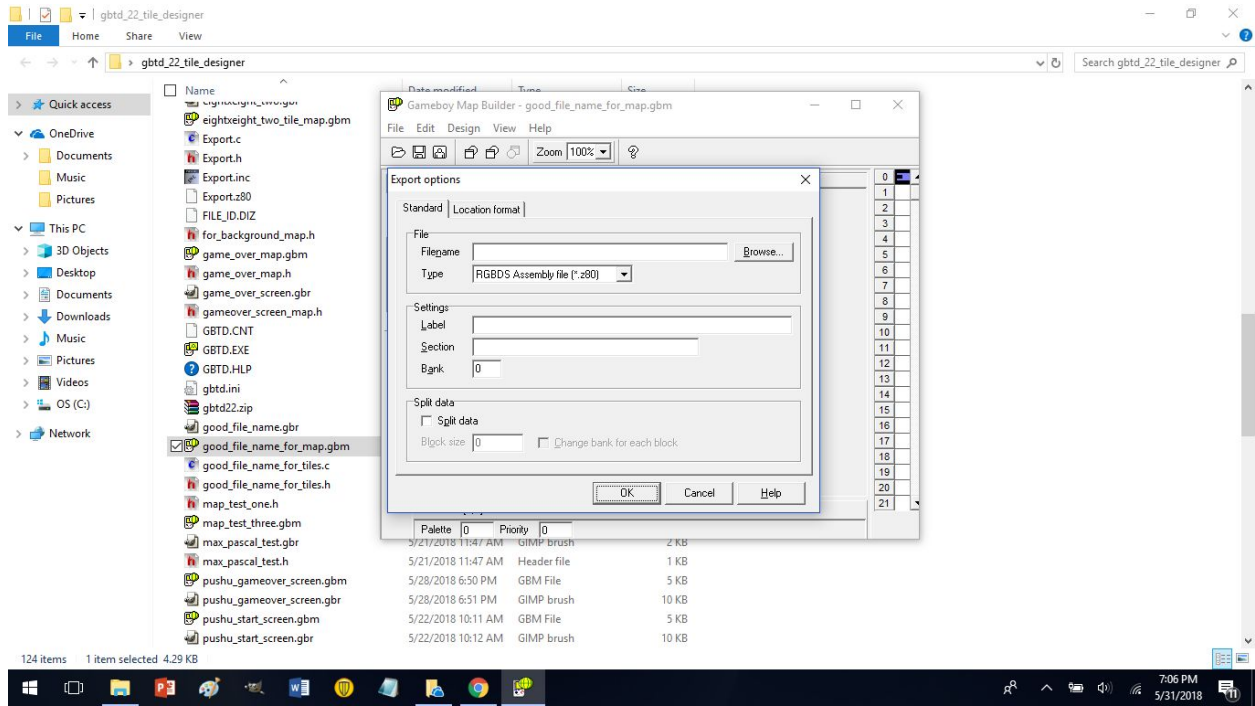 gbtd_22_tile_designer
File Home Share View
gbtd_22_tile_designer
Search gbtd_22_tile_designer
Quick access
OneDrive
Documents
Music
Pictures
This PC
3D Objects
Desktop
Documents
Downloads
Music
Pictures
Videos
OS (C:)
Network
Name Date modified Type Size
eightxeight_two.gbr
eightxeight_two_tile_map.gbm
Export.c
Export.h
Export.inc
Export.z80
FILE_ID.DIZ
for_background_map.h
game_over_map.gbm
game_over_map.h
game_over_screen.gbr
gameover_screen_map.h
GBTD.CNT
GBTD.EXE
GBTD.HLP
gbtd.ini
gbtd22.zip
good_file_name.gbr
good_file_name_for_map.gbm
good_file_name_for_tiles.c
good_file_name_for_tiles.h
map_test_one.h
map_test_three.gbm
max_pascal_test.gbr 5/21/2018 11:47 AM GIMP brush 2 KB
max_pascal_test.h 5/21/2018 11:47 AM Header file 1 KB
pushu_gameover_screen.gbm 5/28/2018 6:50 PM GBM File 5 KB
pushu_gameover_screen.gbr 5/28/2018 6:51 PM GIMP brush 10 KB
pushu_start_screen.gbm 5/22/2018 10:11 AM GBM File 5 KB
pushu_start_screen.gbr 5/22/2018 10:12 AM GIMP brush 10 KB
Gameboy Map Builder - good_file_name_for_map.gbm
File Edit Design View Help
Zoom 100%
Export options
Standard Location format
File
Filename Browse...
Type RGBDS Assembly file (*.z80)
Settings
Label
Section
Bank 0
Split data
Split data
Block size 0 Change bank for each block
OK Cancel Help
Palette 0 Priority 0
0
1
2
3
4
5
6
7
8
9
10
11
12
13
14
15
16
17
18
19
20
21
124 items 1 item selected 4.29 KB
7:06 PM
5/31/2018
11